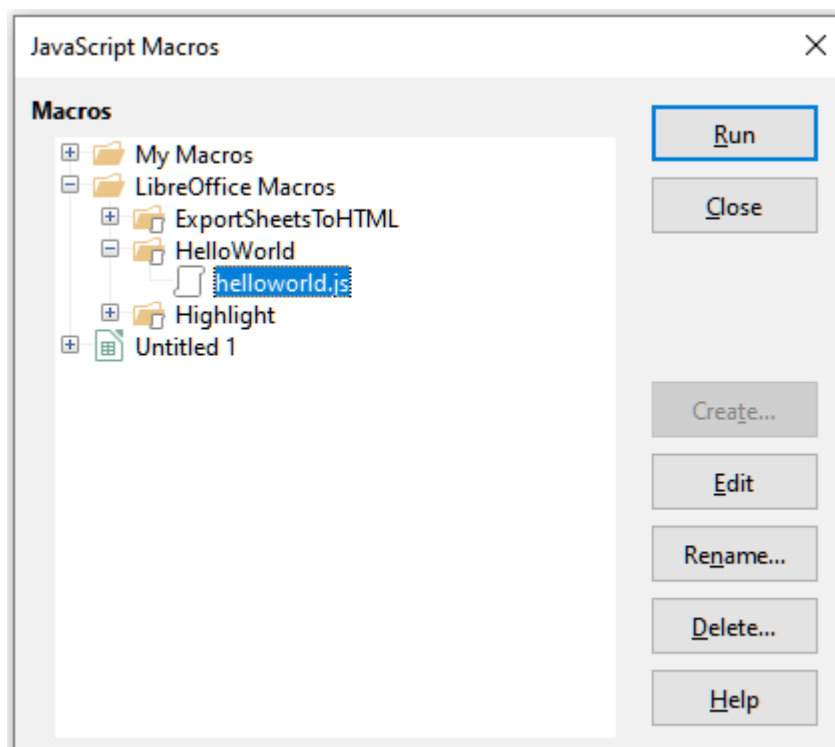 JavaScript Macros
Macros
My Macros
LibreOffice Macros
ExportSheetsToHTML
HelloWorld
helloworld.js
Highlight
Untitled 1
Run
Close
Create...
Edit
Rename...
Delete...
Help